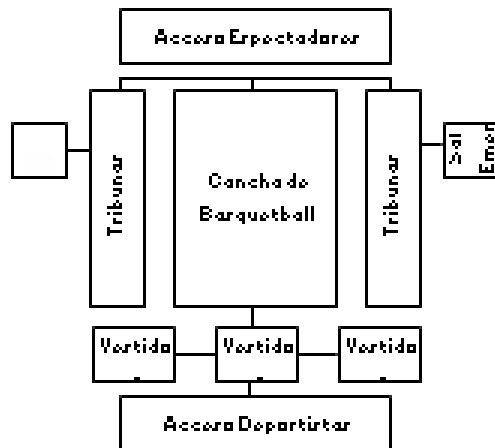 Acceso Espectadores
Tribunas
Cancha de
Basquetball
Tribunas
Sal
Emer
Vestido
Vestido
Vestido
Acceso Deportistas